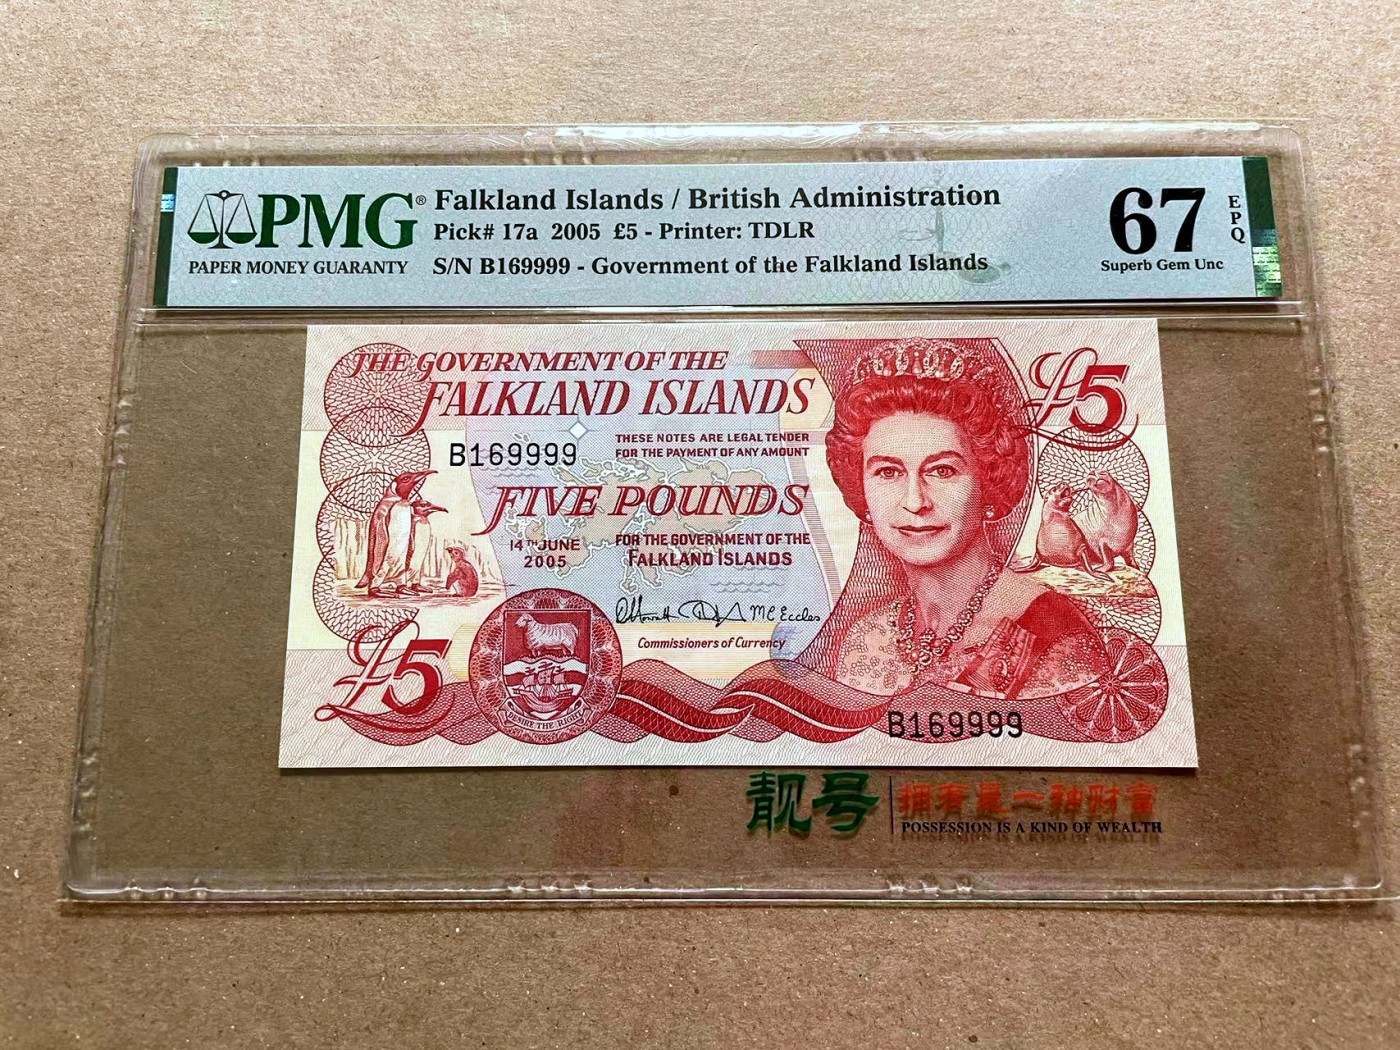 PMG®
PAPER MONEY GUARANTY
Falkland Islands / British Administration
Pick# 17a 2005 £5 - Printer: TDLR
S/N B169999 - Government of the Falkland Islands
67
Superb Gem Unc
EPQ
THE GOVERNMENT OF THE
FALKLAND ISLANDS
£5
B169999
THESE NOTES ARE LEGAL TENDER
FOR THE PAYMENT OF ANY AMOUNT
FIVE POUNDS
14TH JUNE
2005
FOR THE GOVERNMENT OF THE
FALKLAND ISLANDS
Commissioners of Currency
£5
DESIRE THE RIGHT
B169999
靓号
拥有是一种财富
POSSESSION IS A KIND OF WEALTH